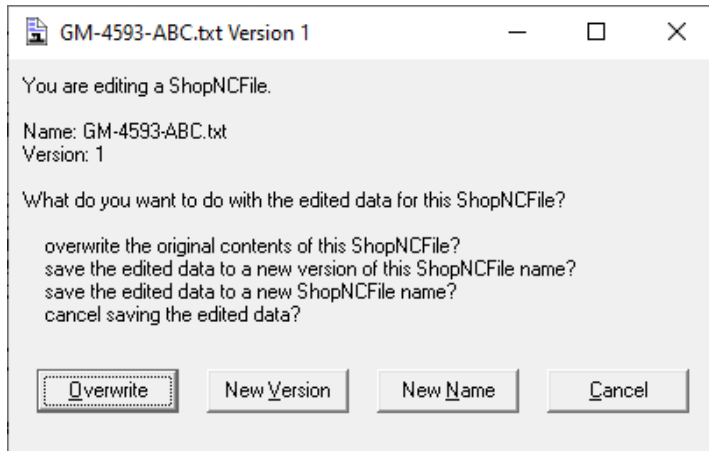 GM-4593-ABC.txt Version 1
You are editing a ShopNCFile.
Name: GM-4593-ABC.txt
Version: 1
What do you want to do with the edited data for this ShopNCFile?
overwrite the original contents of this ShopNCFile?
save the edited data to a new version of this ShopNCFile name?
save the edited data to a new ShopNCFile name?
cancel saving the edited data?
Overwrite New Version New Name Cancel